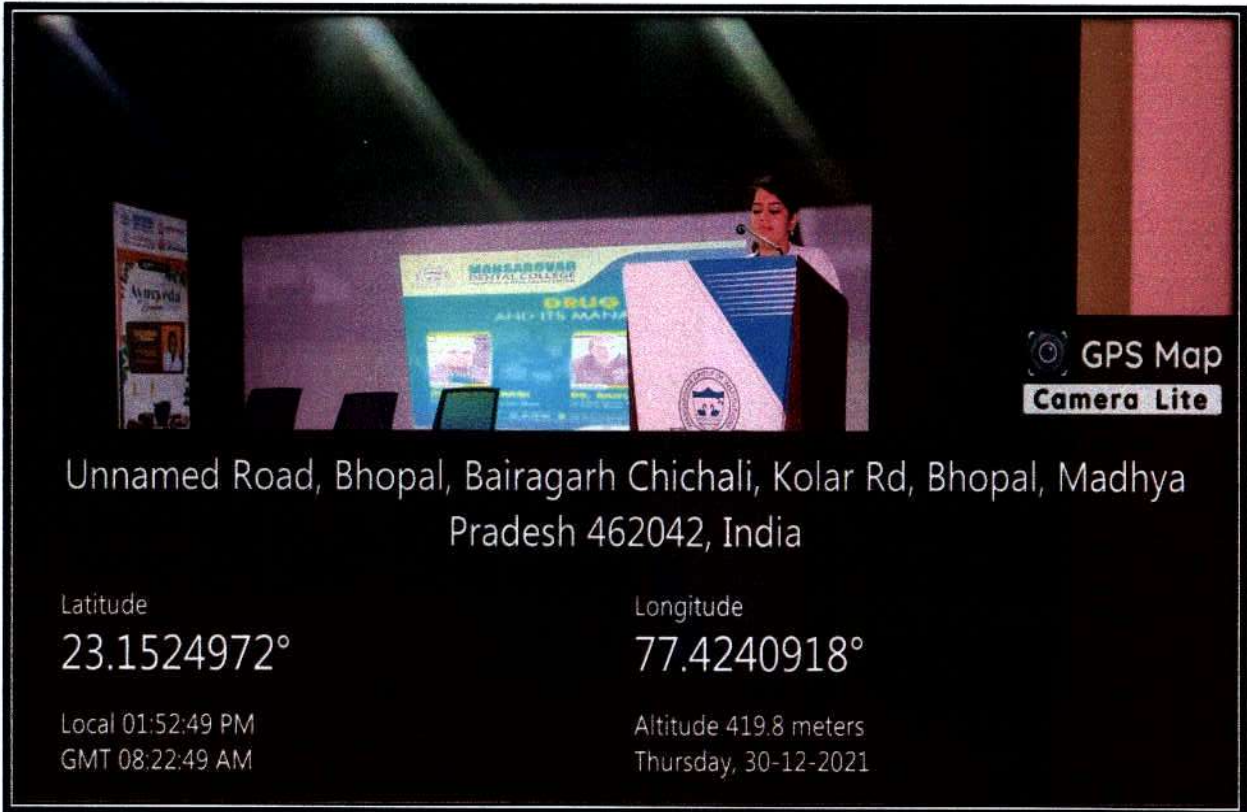 Ayurveda
MANSAROVAR
DENTAL COLLEGE
DRUG
AND ITS MANA
GPS Map
Camera Lite
Unnamed Road, Bhopal, Bairagarh Chichali, Kolar Rd, Bhopal, Madhya
Pradesh 462042, India
Latitude
23.1524972°
Longitude
77.4240918°
Local 01:52:49 PM
GMT 08:22:49 AM
Altitude 419.8 meters
Thursday, 30-12-2021